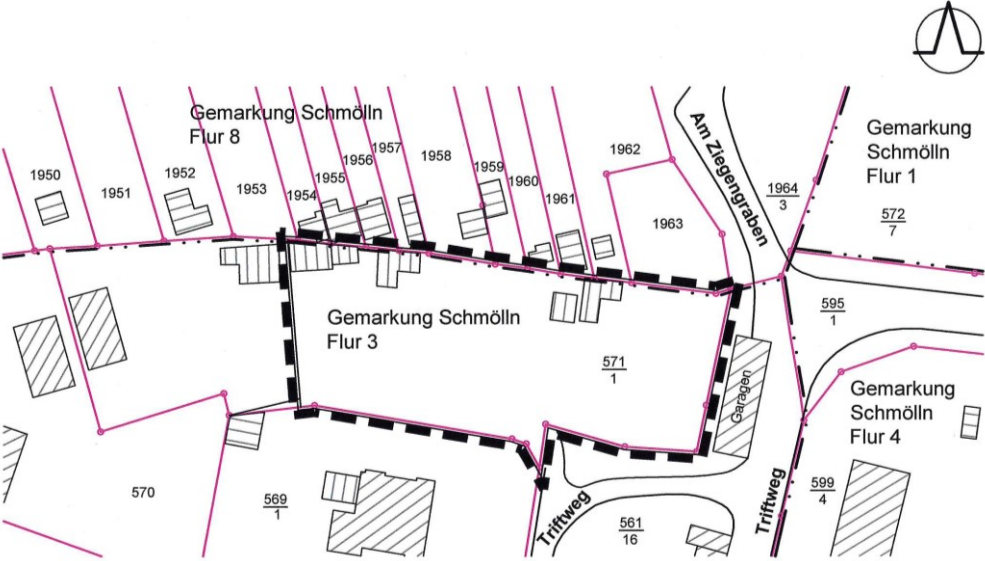 Gemarkung Schmölln
Flur 8
Am Ziegengraben
Gemarkung
Schmölln
Flur 1
1950
1951
1952
1953
1954
1955
1956
1957
1958
1959
1960
1961
1962
1963
1964
3
572
7
Gemarkung Schmölln
Flur 3
571
1
595
1
Garagen
Gemarkung
Schmölln
Flur 4
570
569
1
Triftweg
561
16
Triftweg
599
4